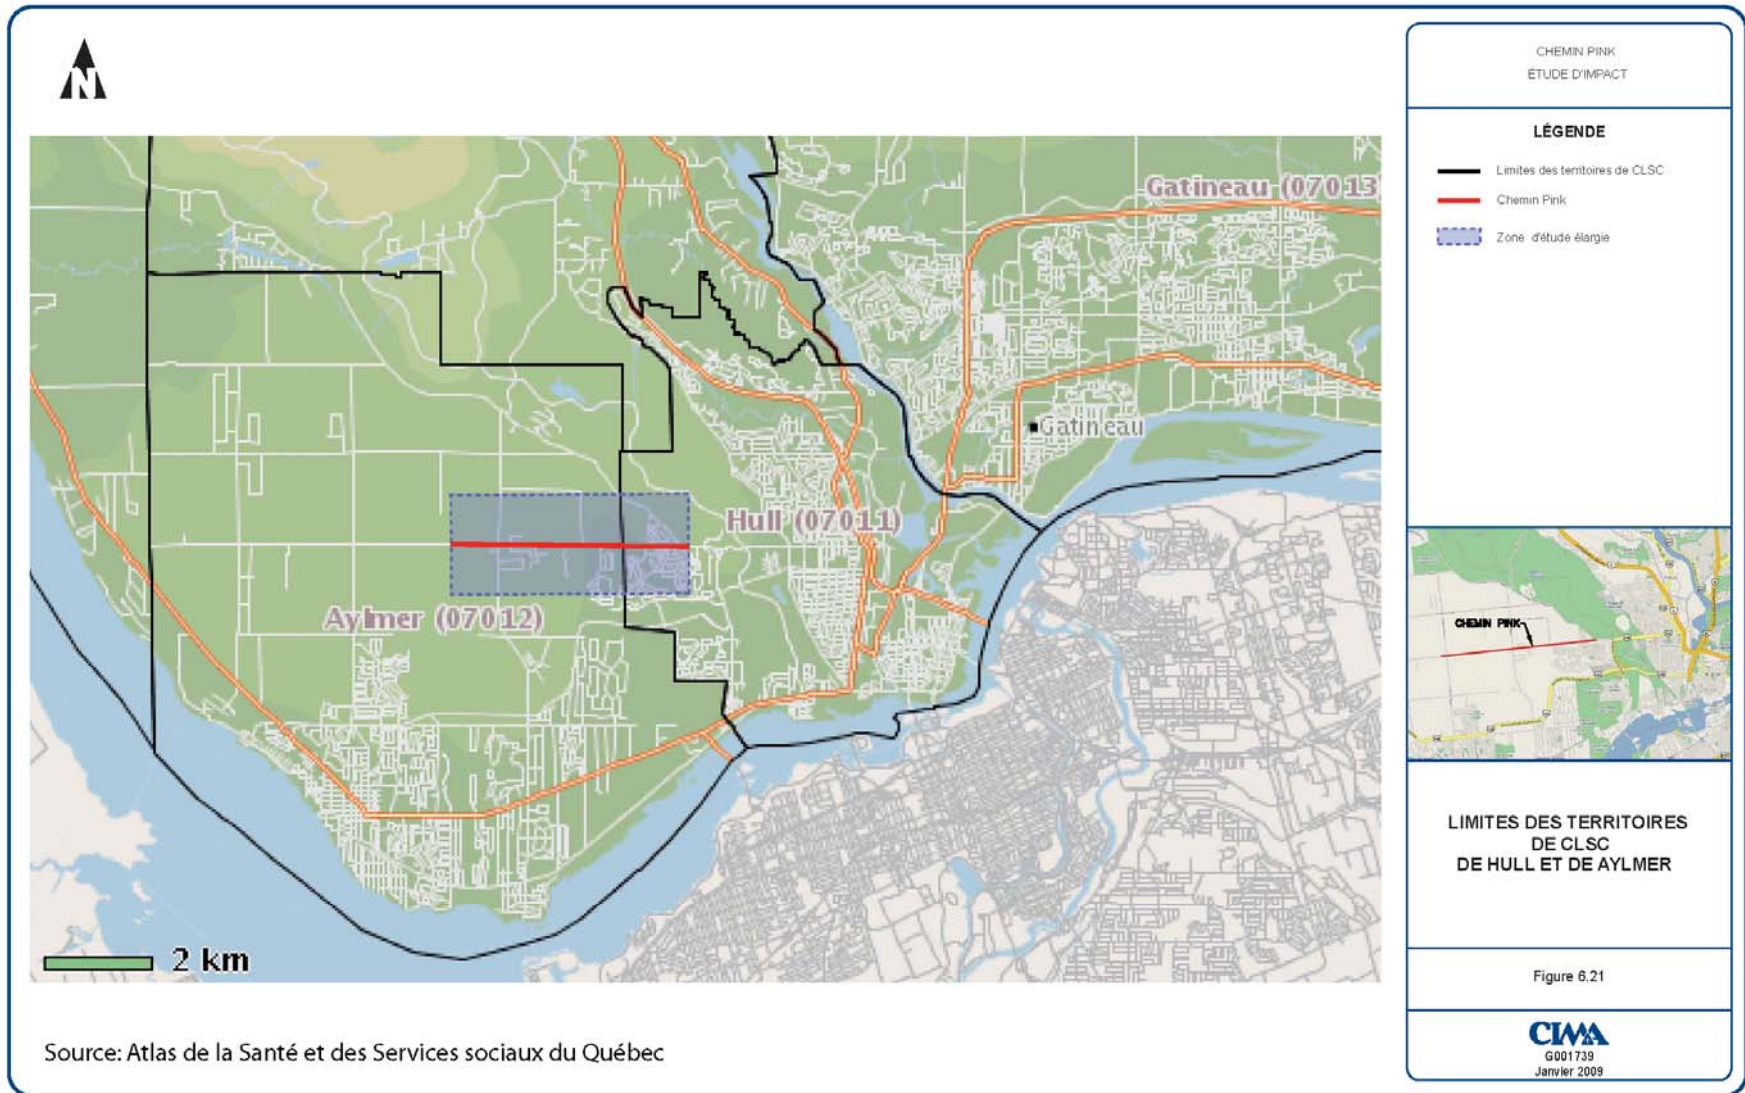 N
Gatineau (07013
Gatineau
Hull (07011)
Aylmer (07012)
2 km
Source: Atlas de la Santé et des Services sociaux du Québec
CHEMIN PINK
ÉTUDE D'IMPACT
LÉGENDE
Limites des territoires de CLSC
Chemin Pink
Zone d'étude élargie
CHEMIN PINK
LIMITES DES TERRITOIRES
DE CLSC
DE HULL ET DE AYLMER
Figure 6.21
CIMA
G001739
Janvier 2009